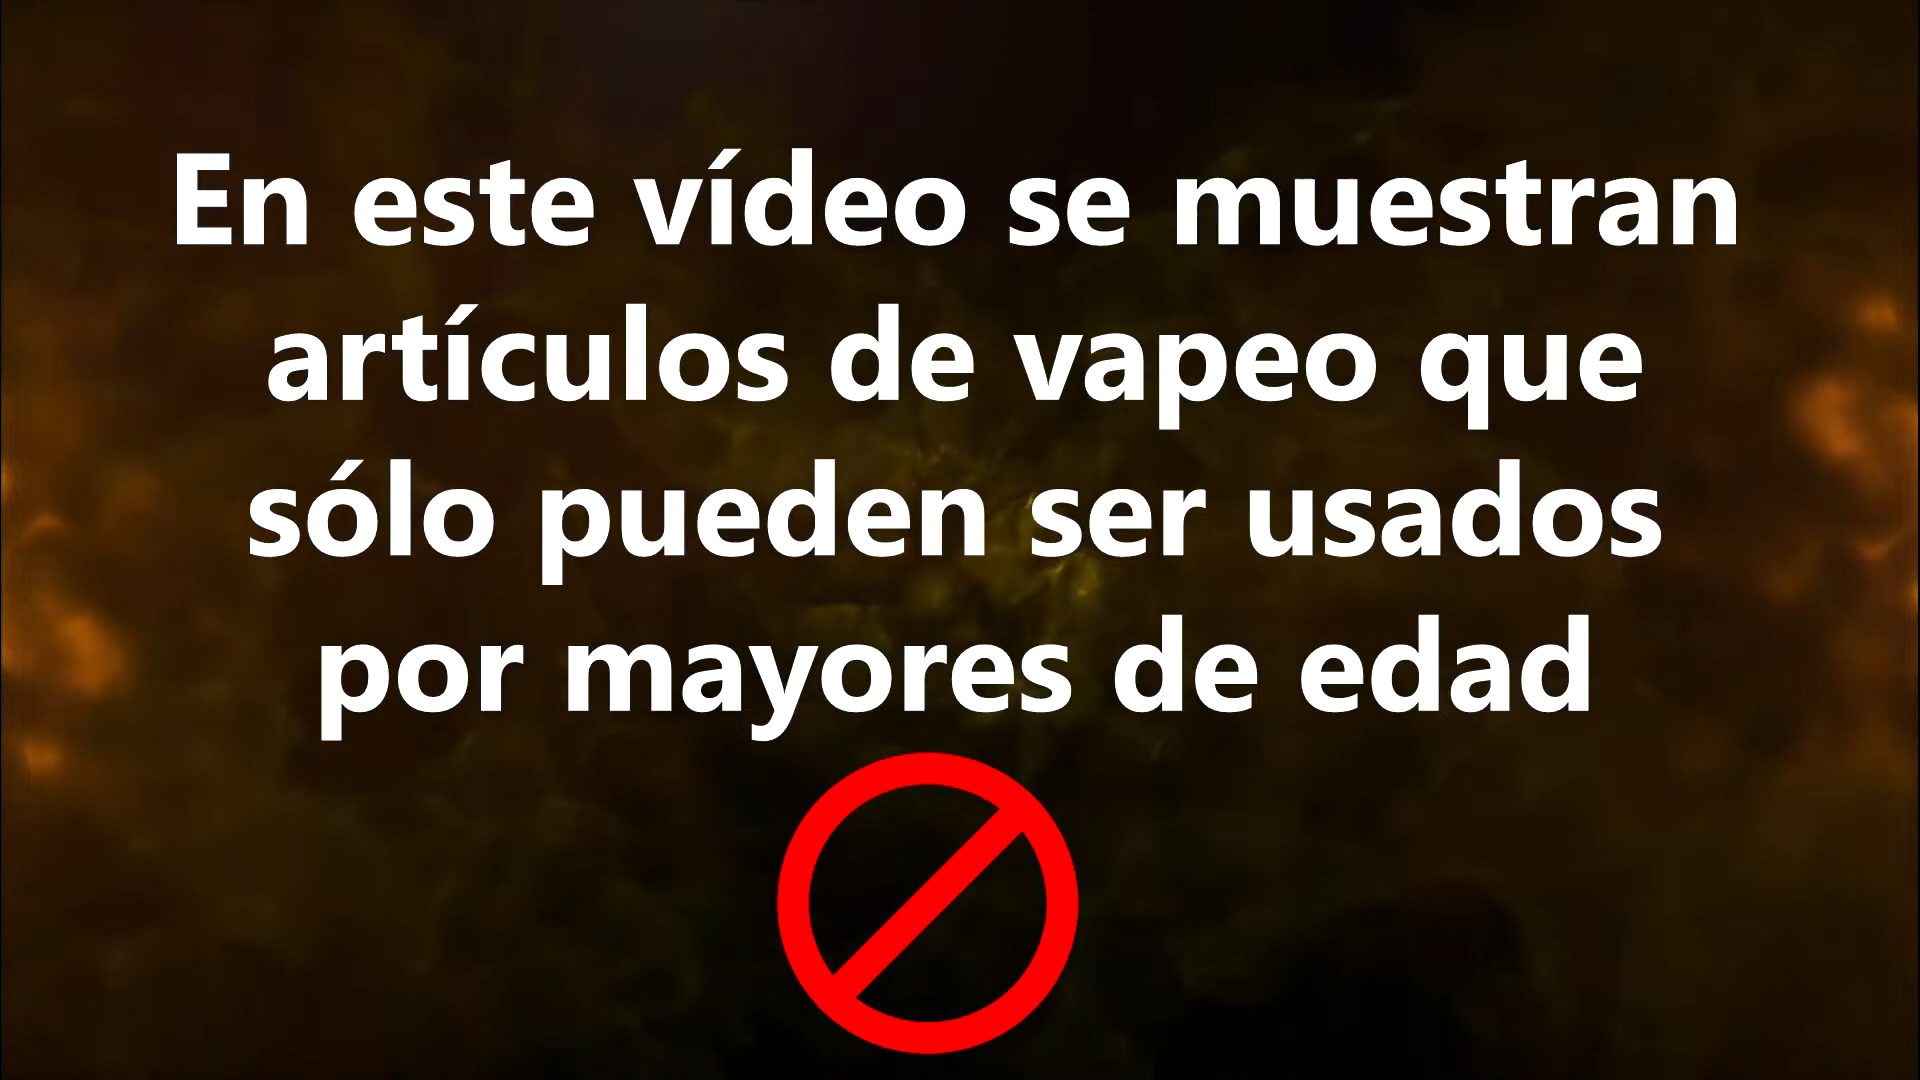 En este vídeo se muestran
artículos de vapeo que
sólo pueden ser usados
por mayores de edad